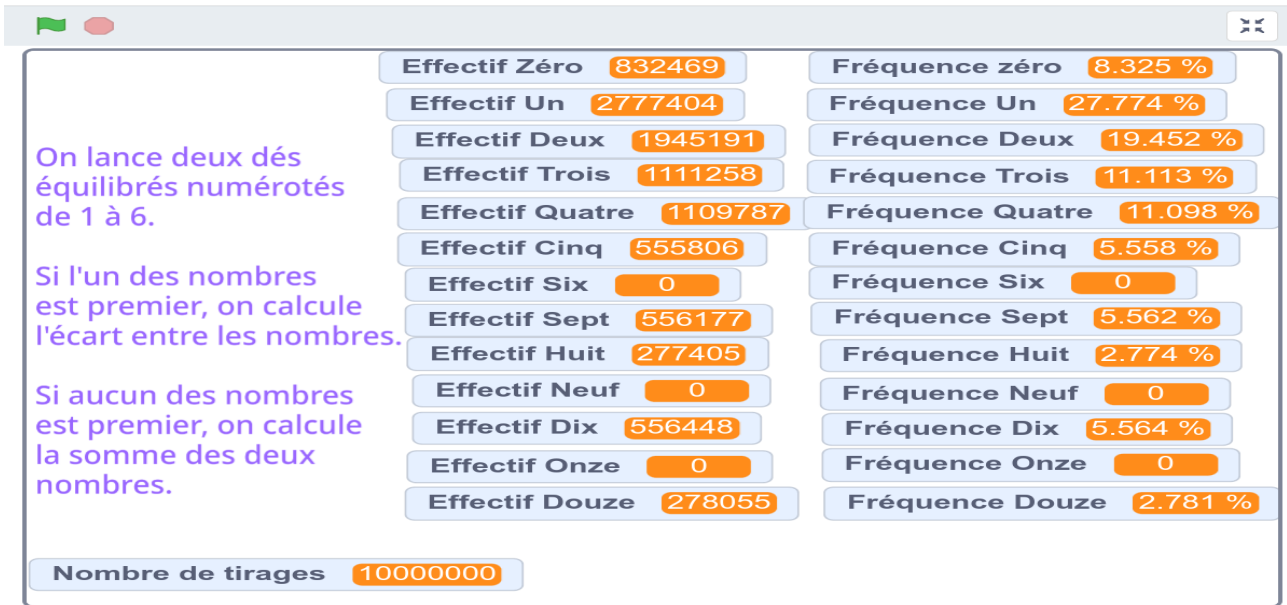 Effectif Zéro 832469 Fréquence zéro 8.325 %
Effectif Un 2777404 Fréquence Un 27.774 %
Effectif Deux 1945191 Fréquence Deux 19.452 %
Effectif Trois 1111258 Fréquence Trois 11.113 %
Effectif Quatre 1109787 Fréquence Quatre 11.098 %
Effectif Cinq 555806 Fréquence Cinq 5.558 %
Effectif Six 0 Fréquence Six 0
Effectif Sept 556177 Fréquence Sept 5.562 %
Effectif Huit 277405 Fréquence Huit 2.774 %
Effectif Neuf 0 Fréquence Neuf 0
Effectif Dix 556448 Fréquence Dix 5.564 %
Effectif Onze 0 Fréquence Onze 0
Effectif Douze 278055 Fréquence Douze 2.781 %
On lance deux dés
équilibrés numérotés
de 1 à 6.
Si l'un des nombres
est premier, on calcule
l'écart entre les nombres.
Si aucun des nombres
est premier, on calcule
la somme des deux
nombres.
Nombre de tirages 10000000